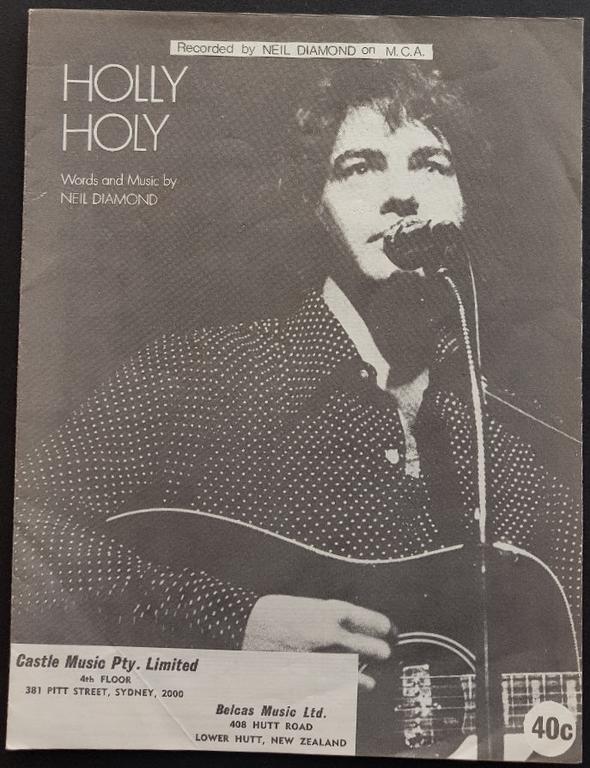 Recorded by NEIL DIAMOND on M.C.A.
HOLLY
HOLY
Words and Music by
NEIL DIAMOND
Castle Music Pty. Limited
4th FLOOR
381 PITT STREET, SYDNEY, 2000
Belcas Music Ltd.
408 HUTT ROAD
LOWER HUTT, NEW ZEALAND
40c